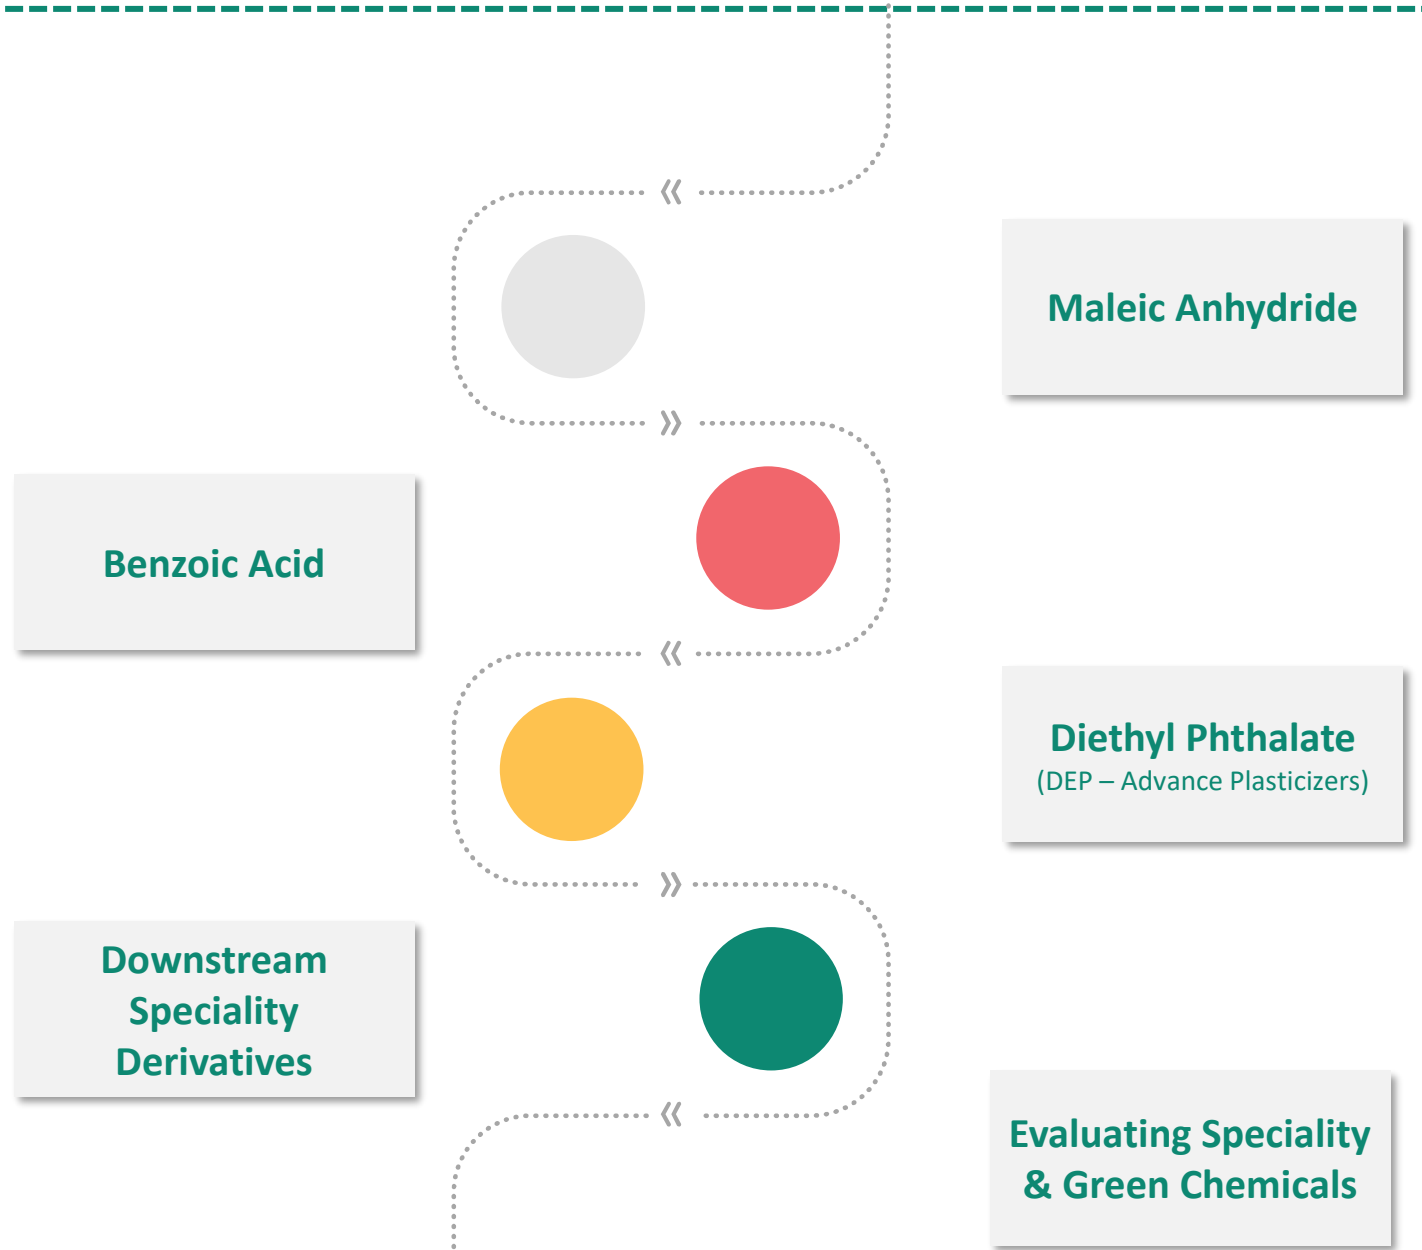 Maleic Anhydride
Benzoic Acid
Diethyl Phthalate
(DEP – Advance Plasticizers)
Downstream
Speciality
Derivatives
Evaluating Speciality
& Green Chemicals